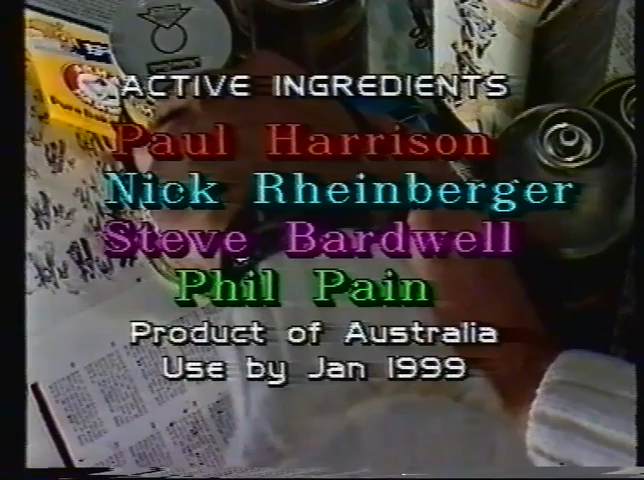 ACTIVE INGREDIENTS
Paul Harrison
Nick Rheinberger
Steve Bardwell
Phil Pain
Product of Australia
Use by Jan 1999